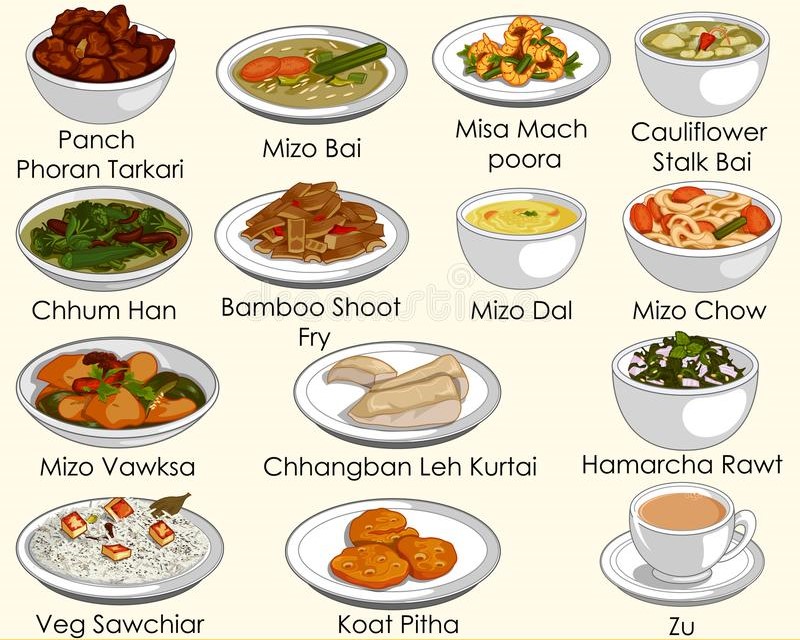 Panch
Phoran Tarkari
Mizo Bai
Misa Mach
poora
Cauliflower
Stalk Bai
Chhum Han
Bamboo Shoot
Fry
Mizo Dal
Mizo Chow
Mizo Vawksa
Chhangban Leh Kurtai
Hamarcha Rawt
Veg Sawchiar
Koat Pitha
Zu
dreamstime